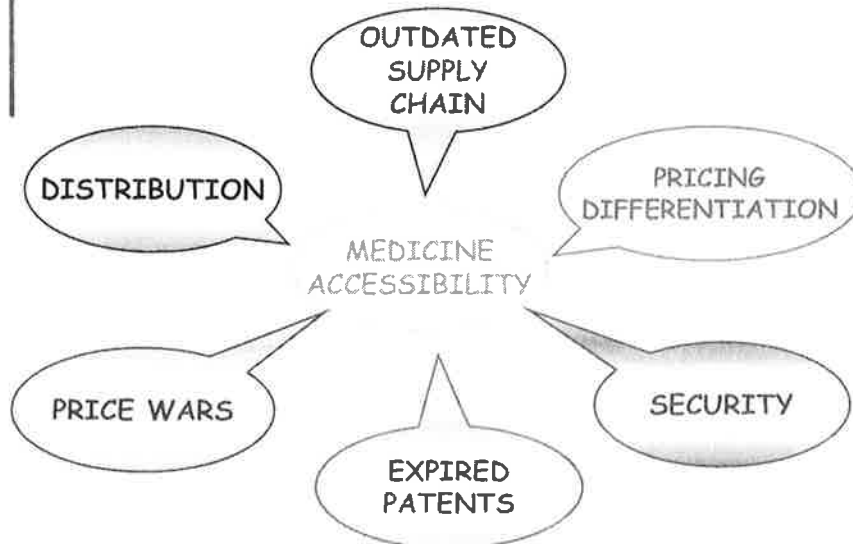 OUTDATED
SUPPLY
CHAIN
DISTRIBUTION
PRICING
DIFFERENTIATION
MEDICINE
ACCESSIBILITY
PRICE WARS
SECURITY
EXPIRED
PATENTS